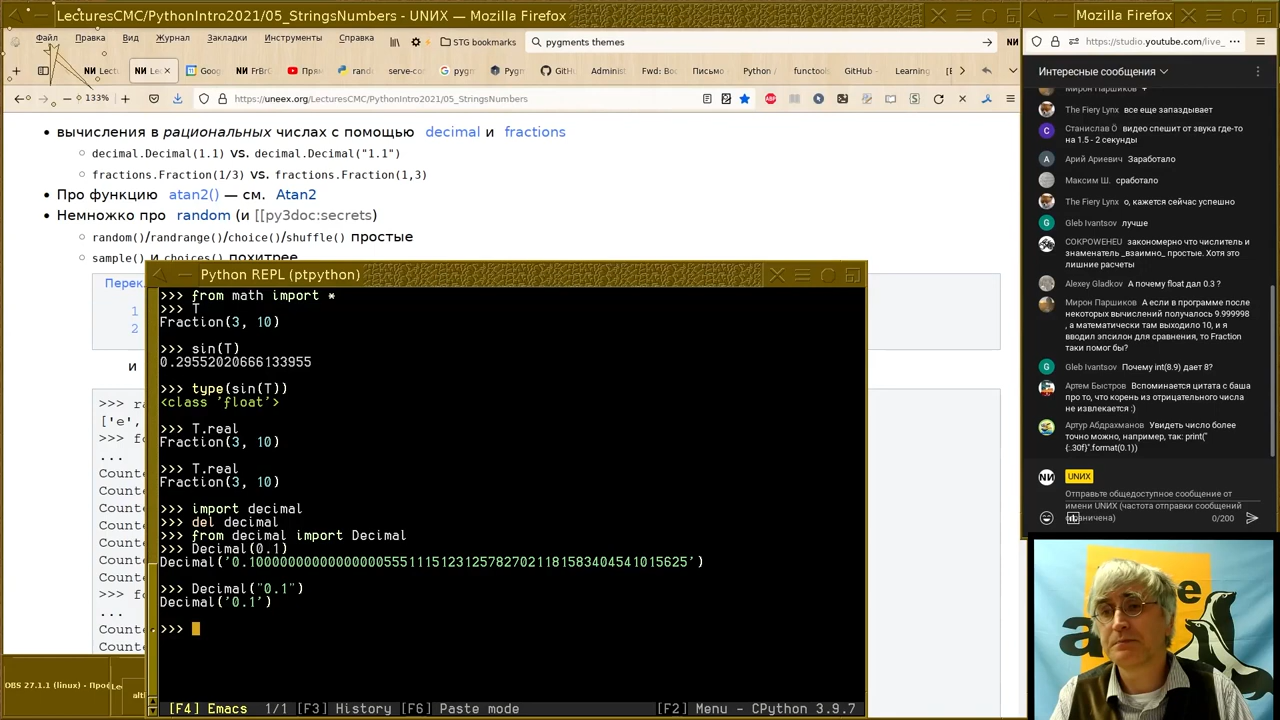 LecturesCMC/PythonIntro2021/05_StringsNumbers - UNИX — Mozilla Firefox
Файл Правка Вид Журнал Закладки Инструменты Справка
STG bookmarks
pygments themes
133%
https://uneex.org/LecturesCMC/PythonIntro2021/05_StringsNumbers
вычисления в рациональных числах с помощью decimal и fractions
decimal.Decimal(1.1) vs. decimal.Decimal("1.1")
fractions.Fraction(1/3) vs. fractions.Fraction(1,3)
Про функцию atan2() — см. Atan2
Немножко про random (и [[py3doc:secrets)
random()/randrange()/choice()/shuffle() простые
sample() и choices() похитрее
Python REPL (ptpython)
>>> from math import *
>>> T
Fraction(3, 10)
>>> sin(T)
0.29552020666133955
>>> type(sin(T))
<class 'float'>
>>> T.real
Fraction(3, 10)
>>> T.real
Fraction(3, 10)
>>> import decimal
>>> del decimal
>>> from decimal import Decimal
>>> Decimal(0.1)
Decimal('0.1000000000000000055511151231257827021181583404541015625')
>>> Decimal("0.1")
Decimal('0.1')
>>>
[F4] Emacs 1/1 [F3] History [F6] Paste mode [F2] Menu - CPython 3.9.7
OBS 27.1.1 (linux) - Про
Mozilla Firefox
https://studio.youtube.com/live_
Интересные сообщения
Мирон Паршиков +
The Fiery Lynx все еще запаздывает
Станислав Ö видео спешит от звука где-то
на 1.5 - 2 секунды
Арий Ариевич Заработало
Максим Ш. сработало
The Fiery Lynx о, кажется сейчас успешно
Gleb Ivantsov лучше
COKPOWEHEU закономерно что числитель и
знаменатель _взаимно_ простые. Хотя это
лишние расчеты
Alexey Gladkov А почему float дал 0.3 ?
Мирон Паршиков А если в программе после
некоторых вычислений получалось 9.999998
, а математически там выходило 10, и я
вводил эпсилон для сравнения, то Fraction
таки помог бы?
Gleb Ivantsov Почему int(8.9) дает 8?
Артем Быстров Вспоминается цитата с баша
про то, что корень из отрицательного числа
не извлекается :)
Артур Абдрахманов Увидеть число более
точно можно, например, так: print("
{:.30f}".format(0.1))
UNИX
Отправьте общедоступное сообщение от
имени UNИX (частота отправки сообщений
ограничена)
0/200